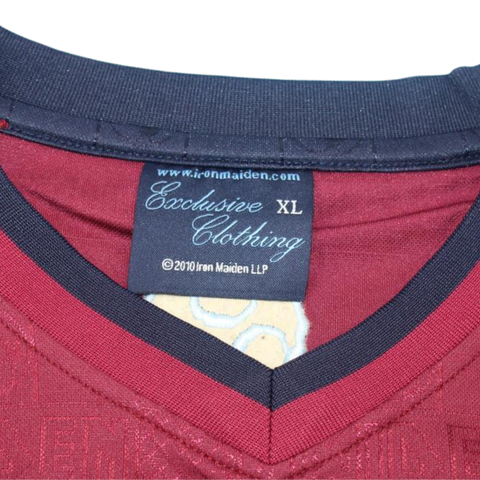 www.ironmaiden.com
Exclusive XL
Clothing
©2010 Iron Maiden LLP